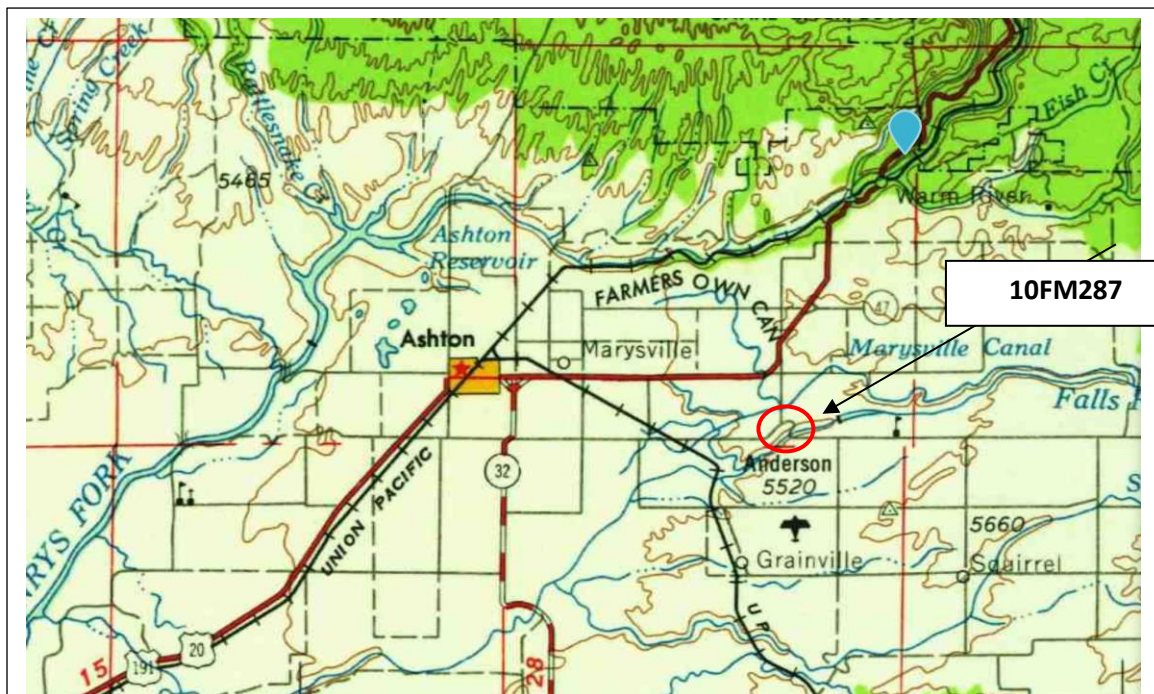 Spring Creek
Rattlesnake Cr
5465
Fish Cr
Warm River
Ashton
Reservoir
FARMERS OWN CAN
10FM287
47
Ashton
Marysville
Marysville Canal
Falls
32
Anderson
5520
UNION PACIFIC
5660
Grainville
Squirrel
U P
RYS FORK
20
191
15
28